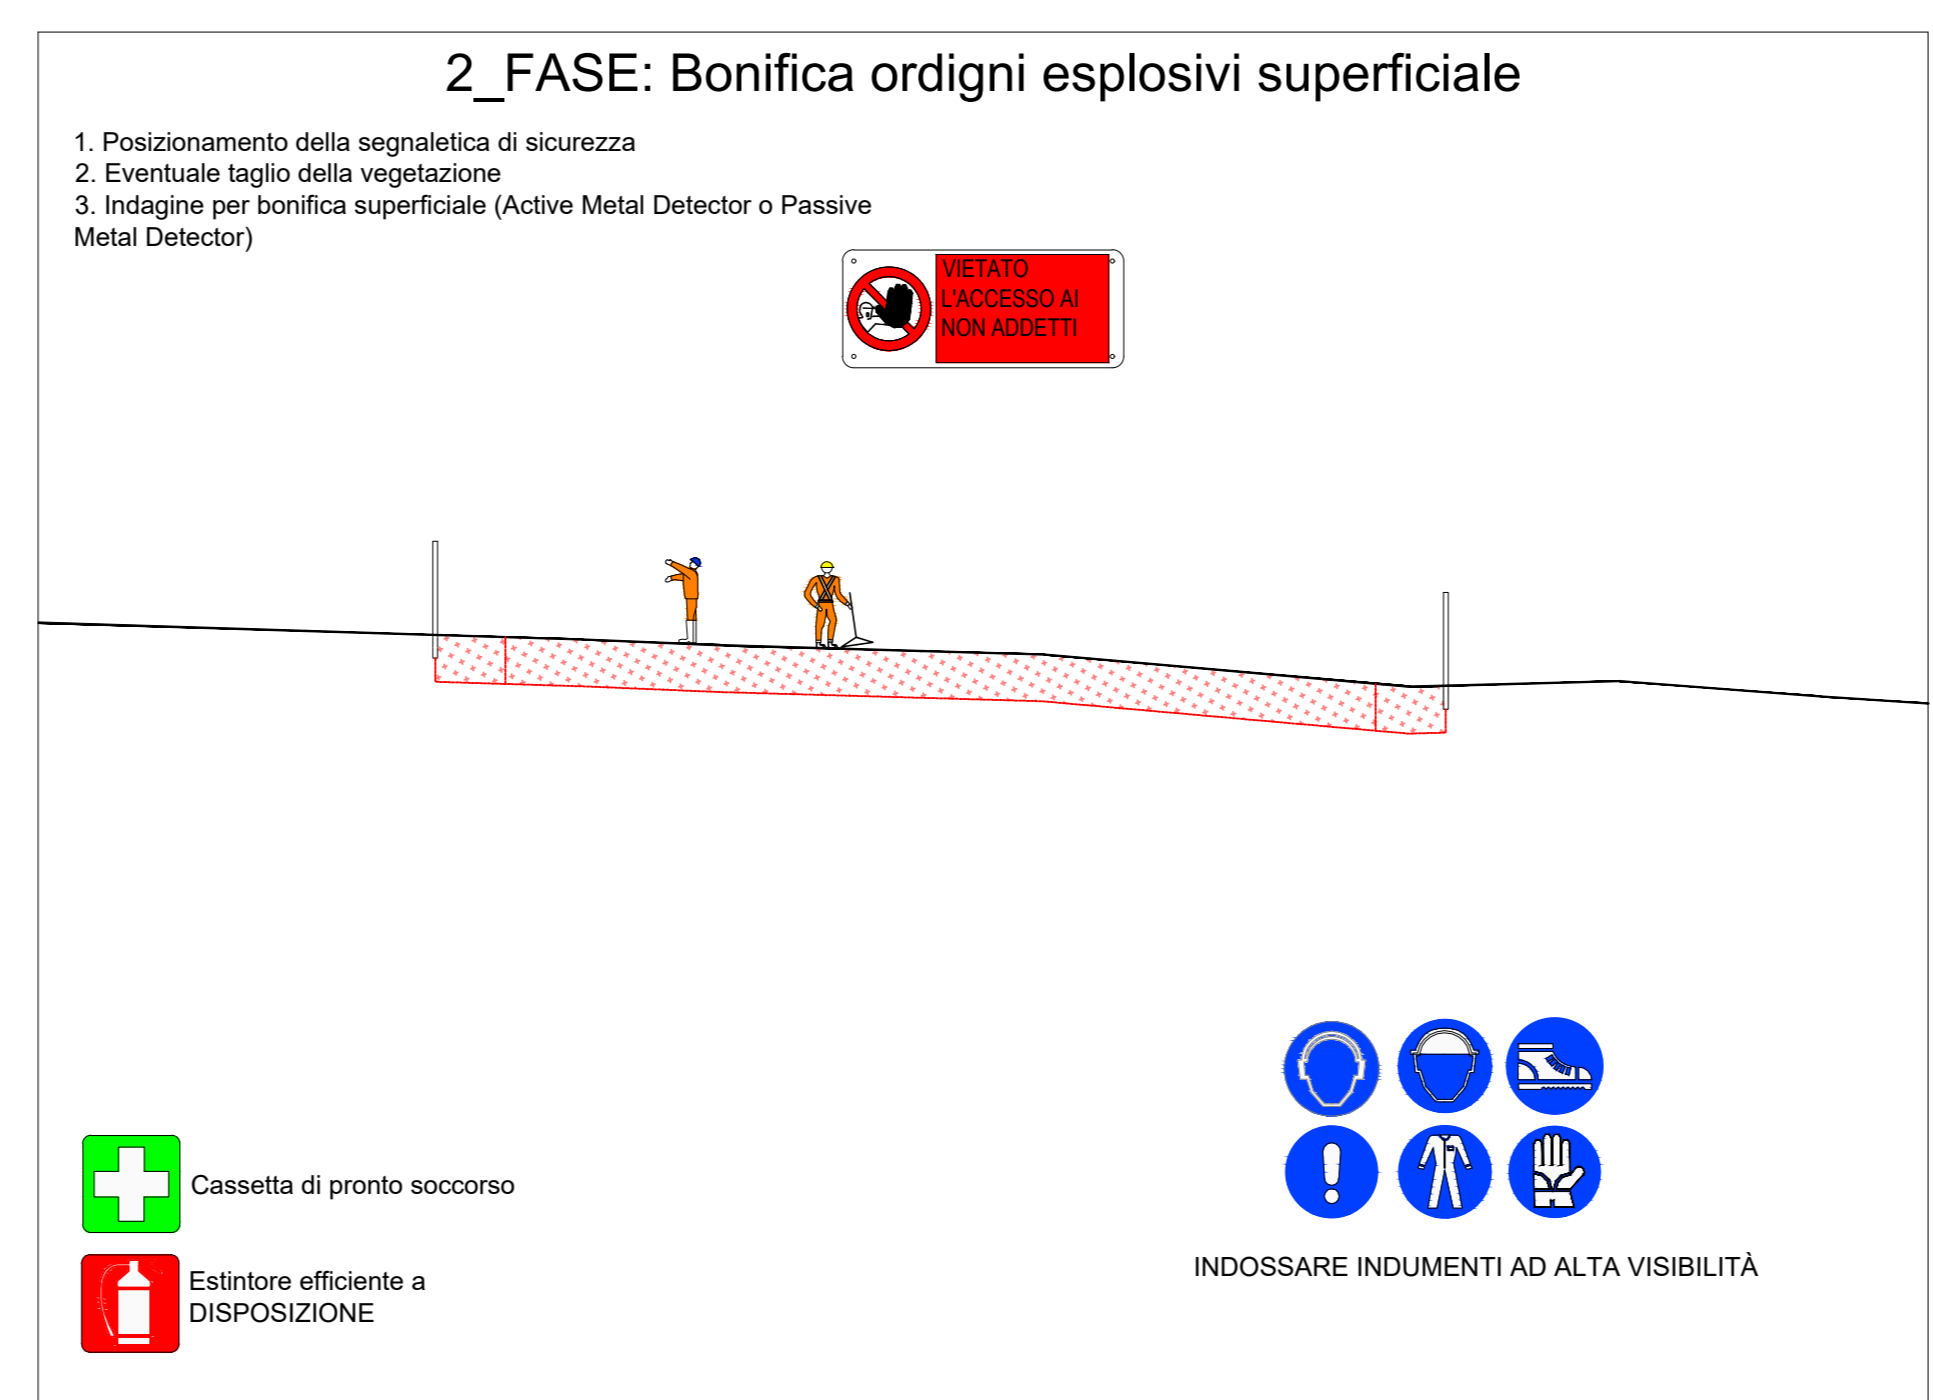 2_FASE: Bonifica ordigni esplosivi superficiale
1. Posizionamento della segnaletica di sicurezza
2. Eventuale taglio della vegetazione
3. Indagine per bonifica superficiale (Active Metal Detector o Passive
Metal Detector)
VIETATO
L'ACCESSO AI
NON ADDETTI
Cassetta di pronto soccorso
Estintore efficiente a
DISPOSIZIONE
INDOSSARE INDUMENTI AD ALTA VISIBILITÀ